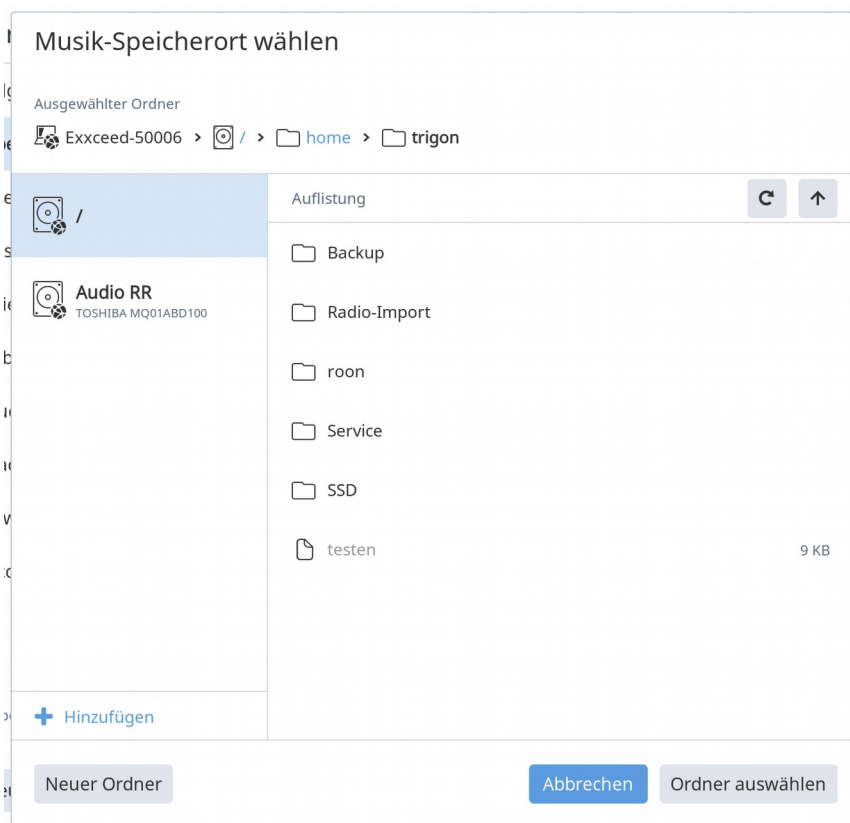 Musik-Speicherort wählen
Ausgewählter Ordner
Exxceed-50006 > / > home > trigon
/
Audio RR
TOSHIBA MQ01ABD100
Hinzufügen
Auflistung
Backup
Radio-Import
roon
Service
SSD
testen 9 KB
Neuer Ordner Abbrechen Ordner auswählen